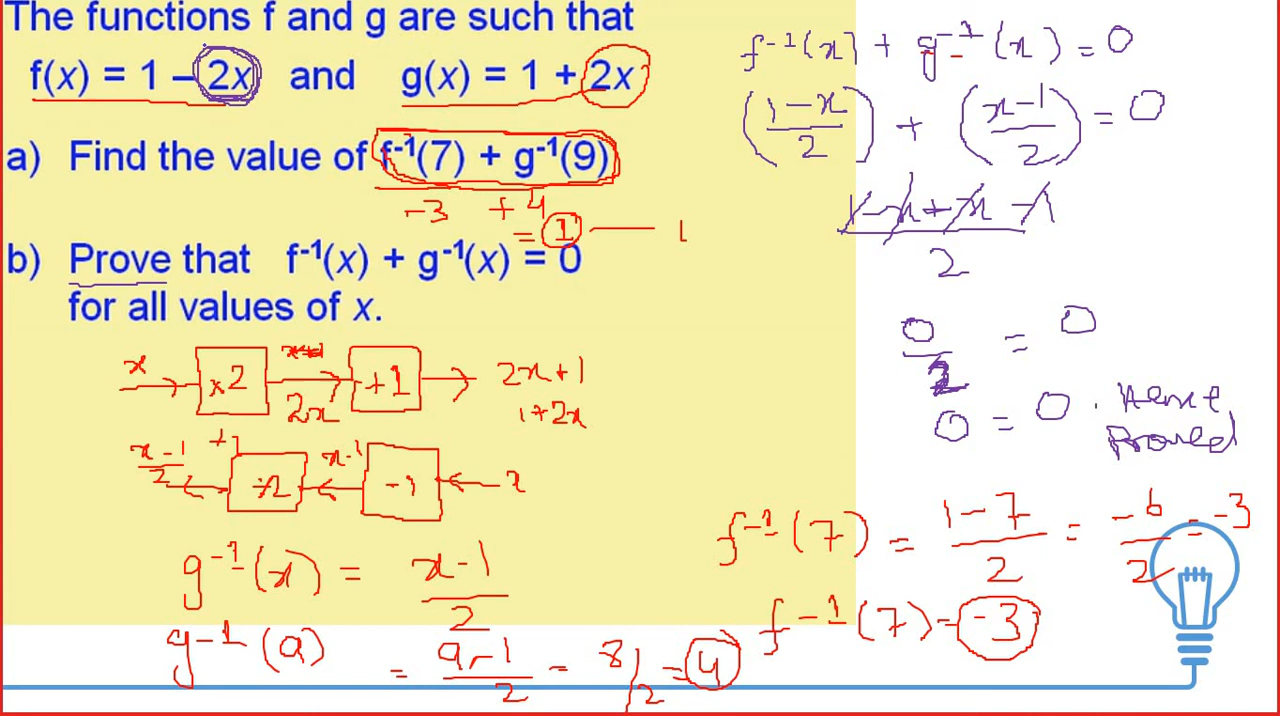 The functions f and g are such that
f(x) = 1 – 2x and g(x) = 1 + 2x
a) Find the value of f⁻¹(7) + g⁻¹(9)
-3 + 4
= 1 — 1
b) Prove that f⁻¹(x) + g⁻¹(x) = 0
for all values of x.
x ×2 2x +1 2x+1
1+2x
x-1/2 ÷2 x-1 -1 x
g⁻¹(x) = x-1/2
g⁻¹(9) = 9-1/2 = 8/2 = 4
f⁻¹(x) + g⁻¹(x) = 0
(1-x/2) + (x-1/2) = 0
1-x+x-1/2
0/2 = 0
0 = 0 . Hence
Proved
f⁻¹(7) = 1-7/2 = -6/2 = -3
f⁻¹(7) = -3